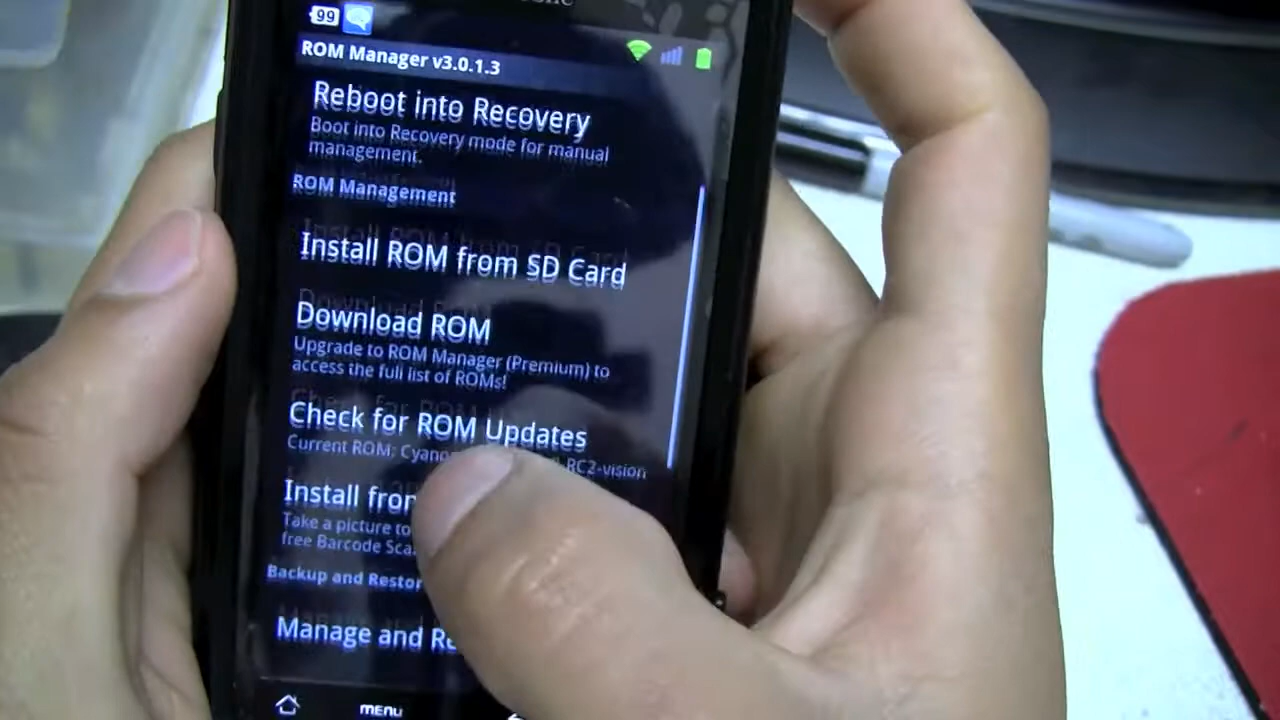 99
ROM Manager v3.0.1.3
Reboot into Recovery
Boot into Recovery mode for manual
management.
ROM Management
Install ROM from SD Card
Download ROM
Upgrade to ROM Manager (Premium) to
access the full list of ROMs!
Check for ROM Updates
Current ROM: Cyano RC2-vision
Install from
Take a picture to
free Barcode Sca
Backup and Restor
Manage and Re
MENU